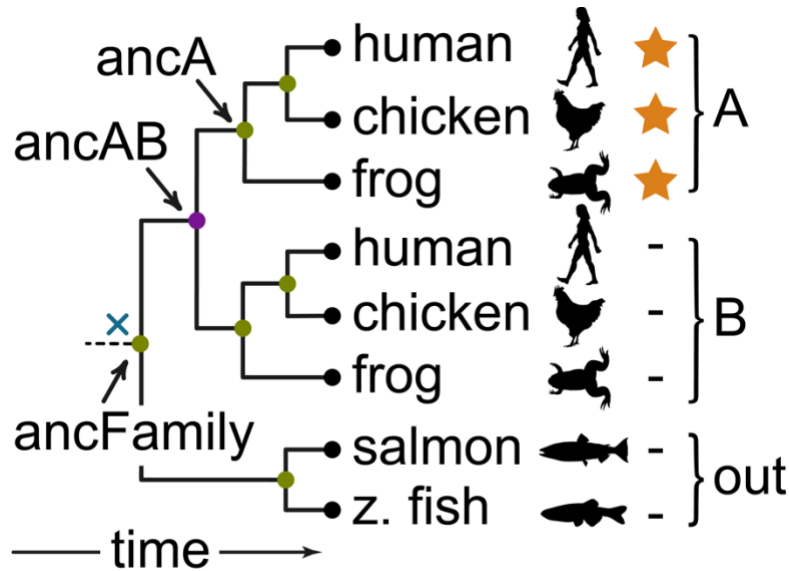 ancA
ancAB
ancFamily
human
chicken
frog
A
human -
chicken -
frog -
B
salmon -
z. fish -
out
time